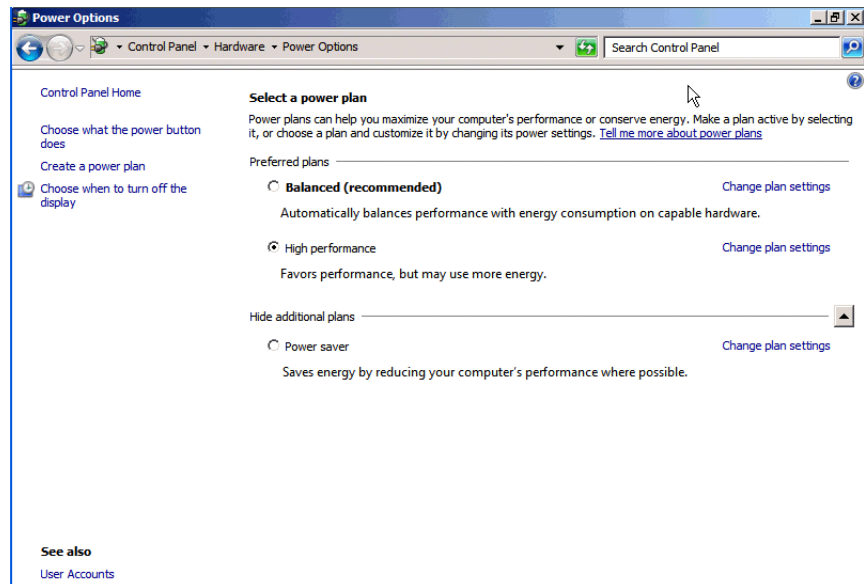 Power Options
Control Panel Hardware Power Options
Search Control Panel
Control Panel Home
Choose what the power button
does
Create a power plan
Choose when to turn off the
display
Select a power plan
Power plans can help you maximize your computer's performance or conserve energy. Make a plan active by selecting
it, or choose a plan and customize it by changing its power settings. Tell me more about power plans
Preferred plans
Balanced (recommended) Change plan settings
Automatically balances performance with energy consumption on capable hardware.
High performance Change plan settings
Favors performance, but may use more energy.
Hide additional plans
Power saver Change plan settings
Saves energy by reducing your computer's performance where possible.
See also
User Accounts